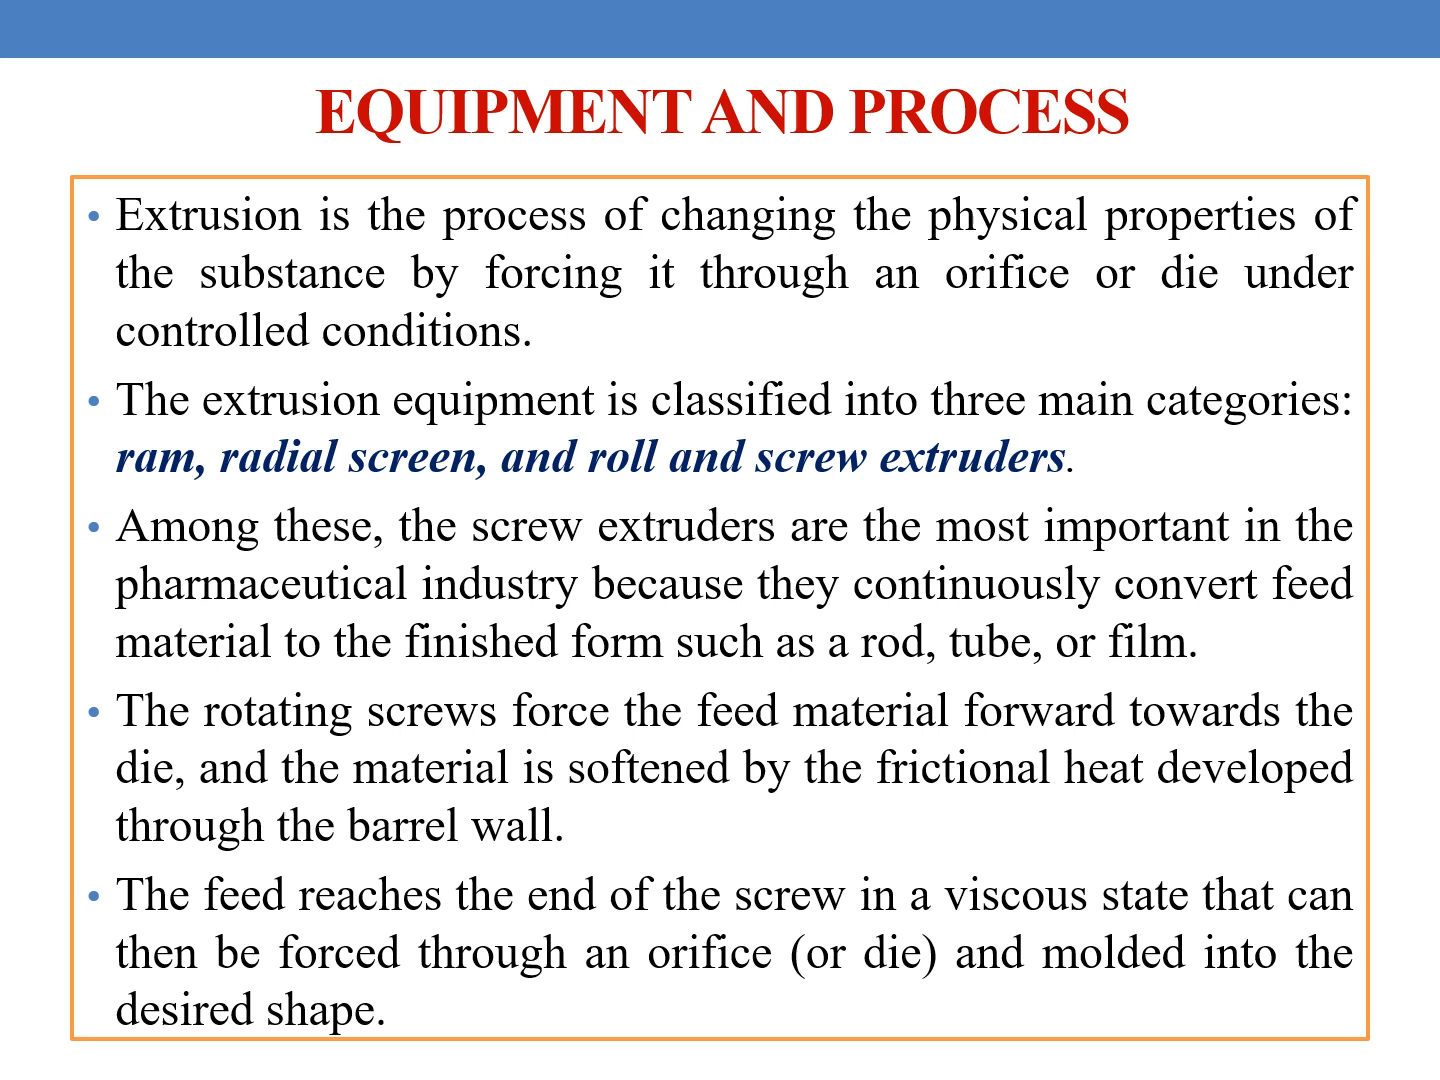 EQUIPMENT AND PROCESS
• Extrusion is the process of changing the physical properties of
the substance by forcing it through an orifice or die under
controlled conditions.
• The extrusion equipment is classified into three main categories:
ram, radial screen, and roll and screw extruders.
• Among these, the screw extruders are the most important in the
pharmaceutical industry because they continuously convert feed
material to the finished form such as a rod, tube, or film.
• The rotating screws force the feed material forward towards the
die, and the material is softened by the frictional heat developed
through the barrel wall.
• The feed reaches the end of the screw in a viscous state that can
then be forced through an orifice (or die) and molded into the
desired shape.